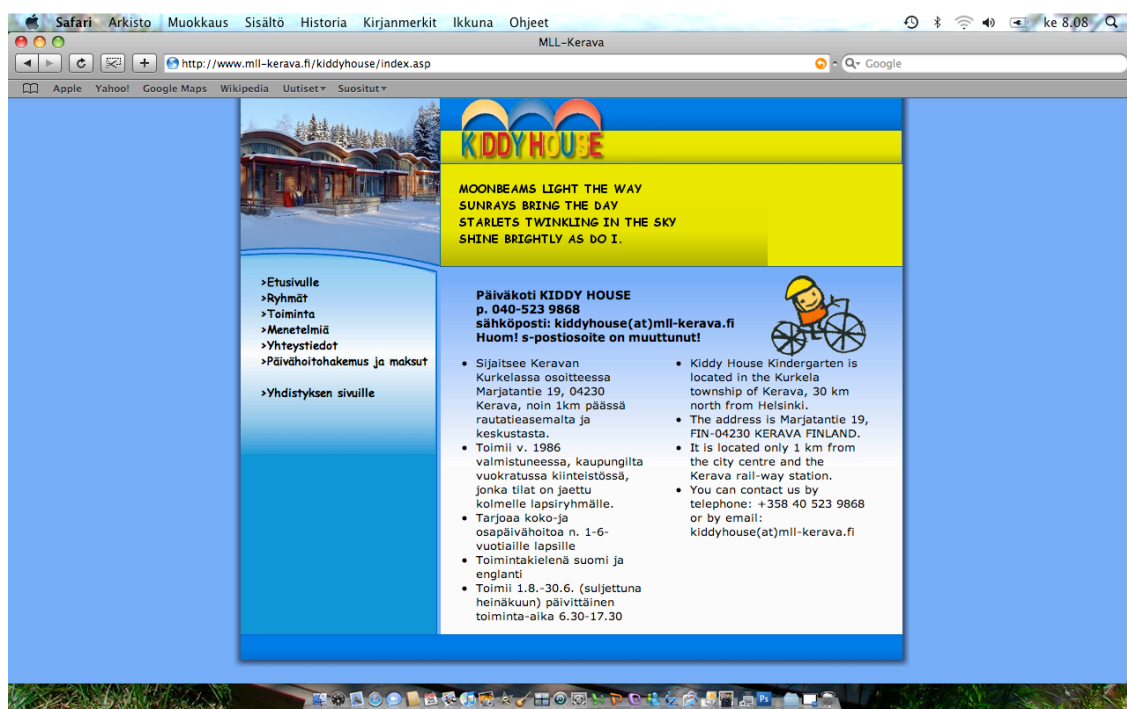 Safari Arkisto Muokkaus Sisältö Historia Kirjanmerkit Ikkuna Ohjeet ke 8.08
MLL-Kerava
http://www.mll-kerava.fi/kiddyhouse/index.asp
Google
Apple Yahoo! Google Maps Wikipedia Uutiset Suositut
KIDDY HOUSE
MOONBEAMS LIGHT THE WAY
SUNRAYS BRING THE DAY
STARLETS TWINKLING IN THE SKY
SHINE BRIGHTLY AS DO I.
>Etusivulle
>Ryhmät
>Toiminta
>Menetelmiä
>Yhteystiedot
>Päivähoitohakemus ja maksut
>Yhdistyksen sivuille
Päiväkoti KIDDY HOUSE
p. 040-523 9868
sähköposti: kiddyhouse(at)mll-kerava.fi
Huom! s-postiosoite on muuttunut!
• Sijaitsee Keravan
Kurkelassa osoitteessa
Marjatantie 19, 04230
Kerava, noin 1km päässä
rautatieasemalta ja
keskustasta.
• Toimii v. 1986
valmistuneessa, kaupungilta
vuokratussa kiinteistössä,
jonka tilat on jaettu
kolmelle lapsiryhmälle.
• Tarjoaa koko-ja
osapäivähoitoa n. 1-6-
vuotiaille lapsille
• Toimintakielenä suomi ja
englanti
• Toimii 1.8.-30.6. (suljettuna
heinäkuun) päivittäinen
toiminta-aika 6.30-17.30
• Kiddy House Kindergarten is
located in the Kurkela
township of Kerava, 30 km
north from Helsinki.
• The address is Marjatantie 19,
FIN-04230 KERAVA FINLAND.
• It is located only 1 km from
the city centre and the
Kerava rail-way station.
• You can contact us by
telephone: +358 40 523 9868
or by email:
kiddyhouse(at)mll-kerava.fi
Ps